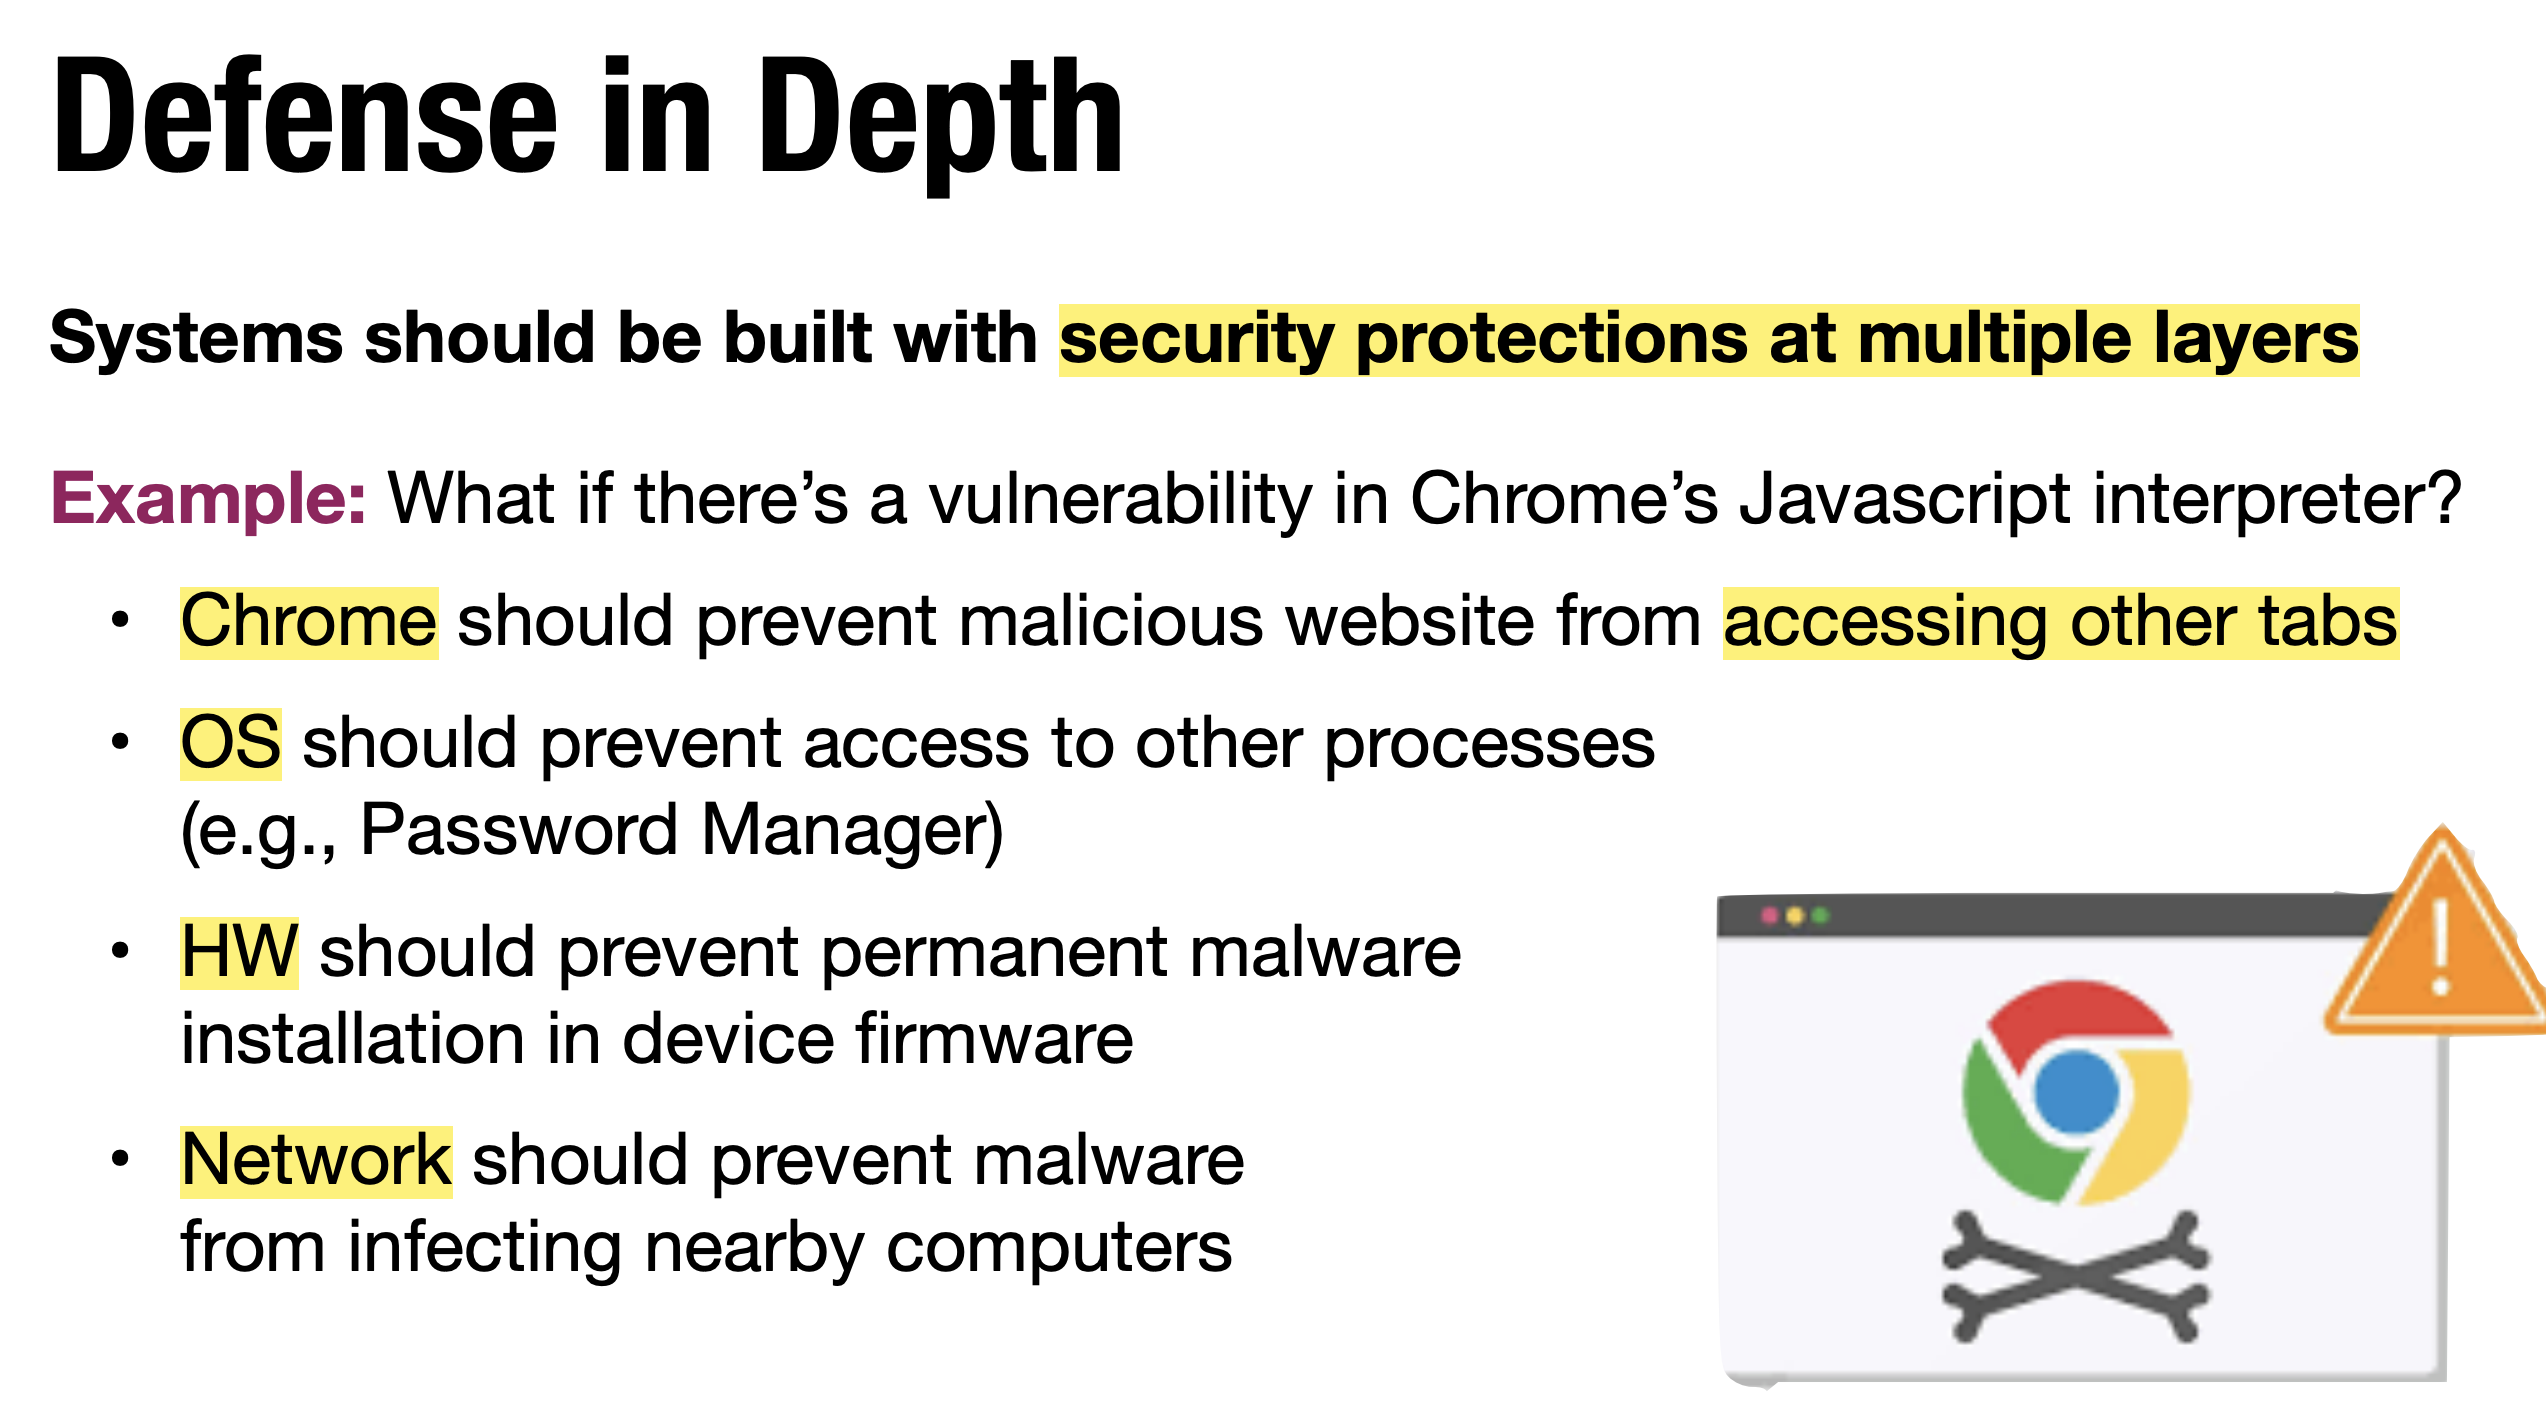 Defense in Depth
Systems should be built with security protections at multiple layers
Example: What if there’s a vulnerability in Chrome’s Javascript interpreter?
• Chrome should prevent malicious website from accessing other tabs
• OS should prevent access to other processes
(e.g., Password Manager)
• HW should prevent permanent malware
installation in device firmware
• Network should prevent malware
from infecting nearby computers